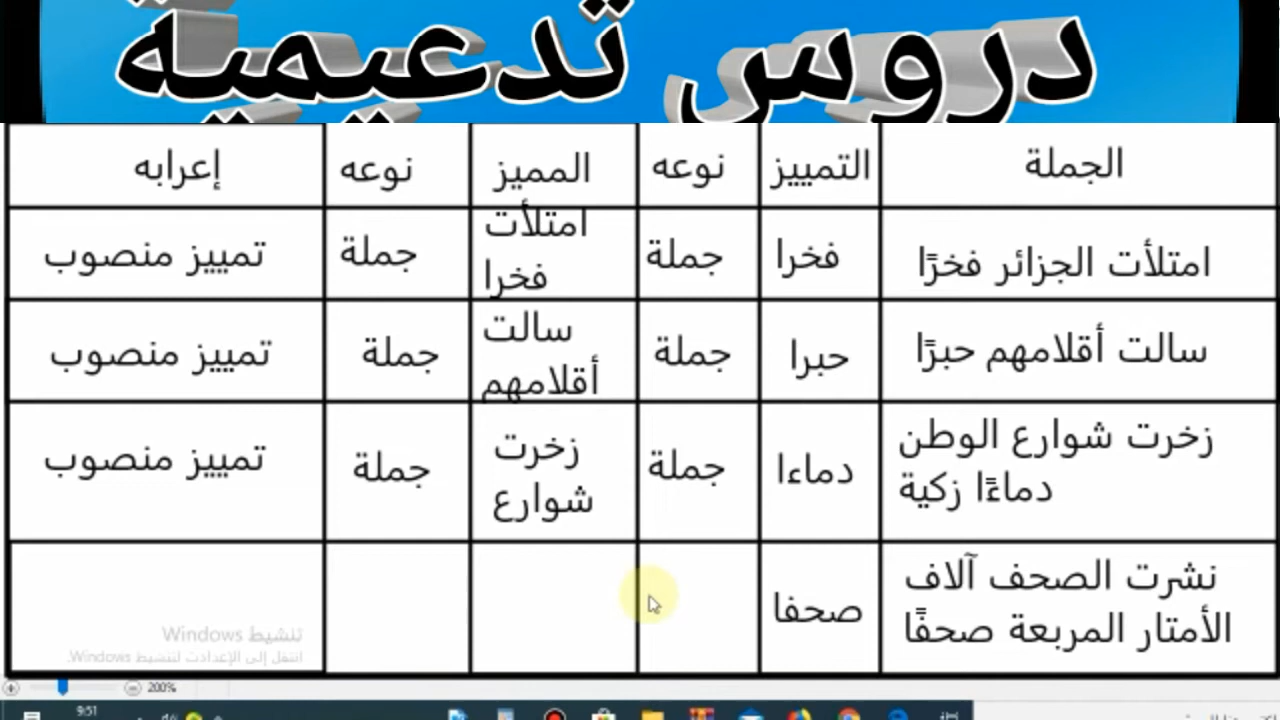 دروس تدعيمية
الجملة التمييز نوعه المميز نوعه إعرابه
امتلأت الجزائر فخرًا فخرا جملة امتلأت فخرا جملة تمييز منصوب
سالت أقلامهم حبرًا حبرا جملة سالت أقلامهم جملة تمييز منصوب
زخرت شوارع الوطن دماءًا زكية دماءا جملة زخرت شوارع جملة تمييز منصوب
نشرت الصحف آلاف الأمتار المربعة صحفًا صحفا
تنشيط Windows
انتقل إلى الإعدادات لتنشيط Windows.
200%
9:51